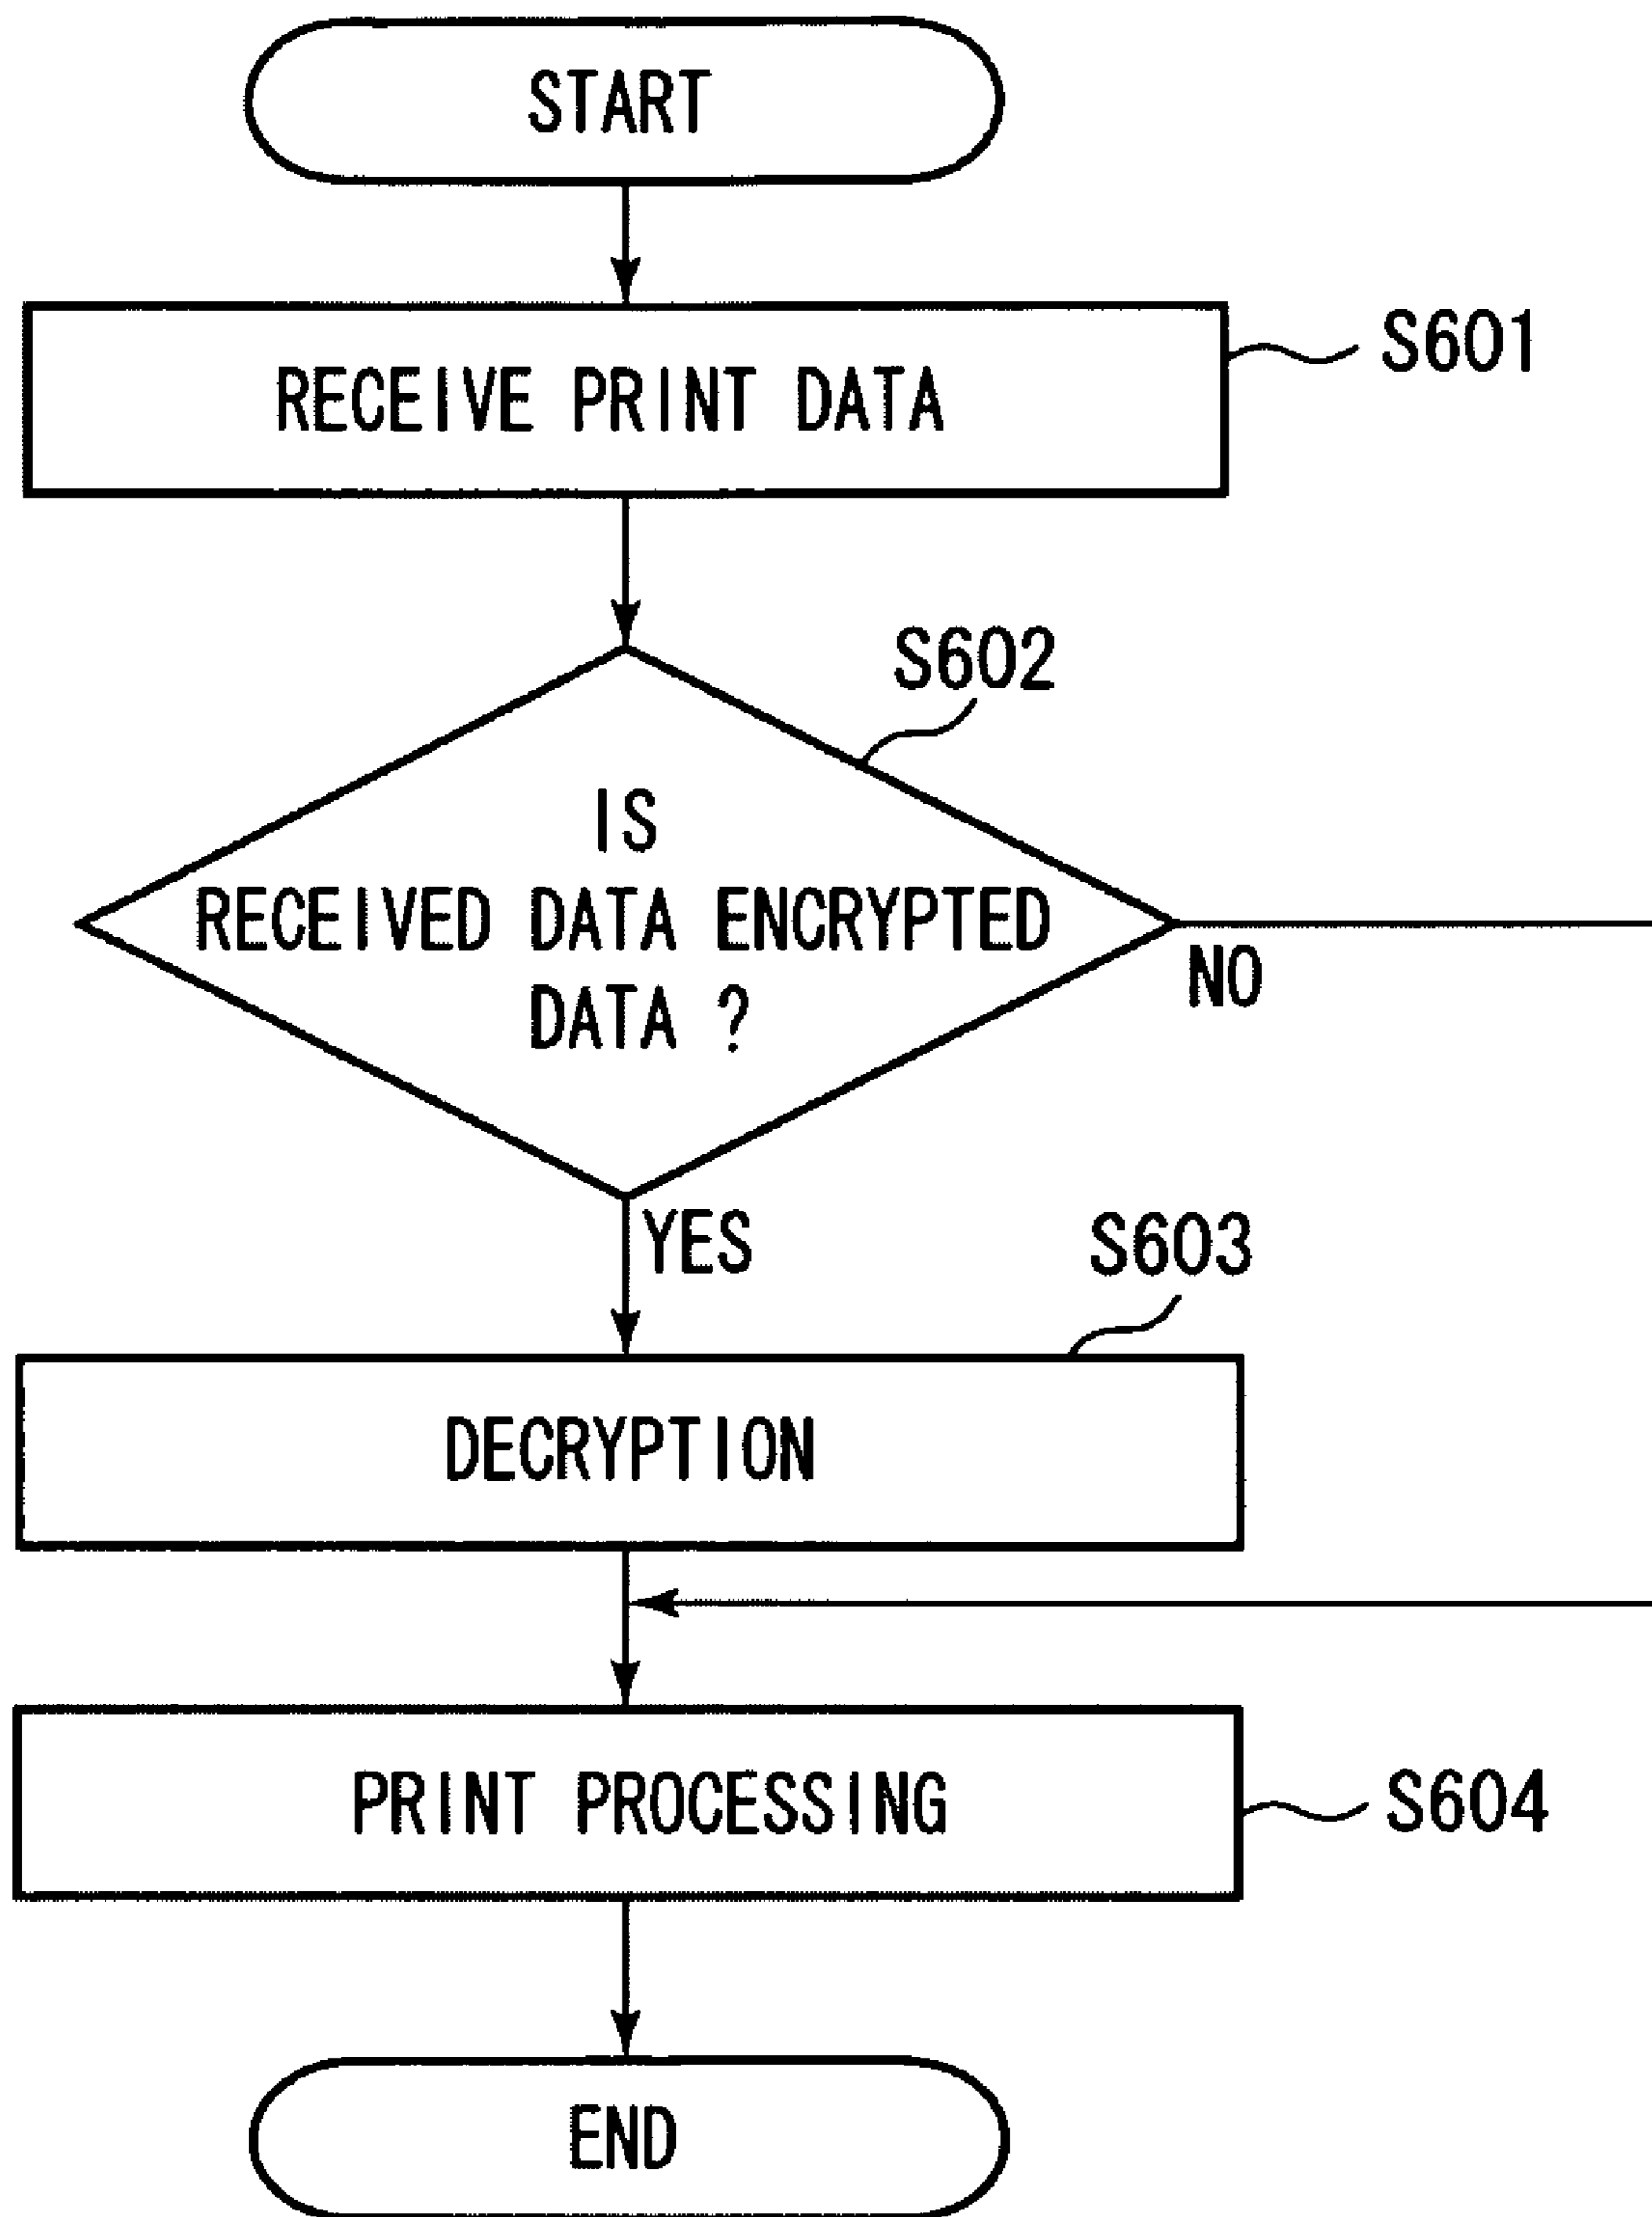 START
RECEIVE PRINT DATA
S601
S602
IS
RECEIVED DATA ENCRYPTED
DATA ?
NO
YES
S603
DECRYPTION
PRINT PROCESSING
S604
END